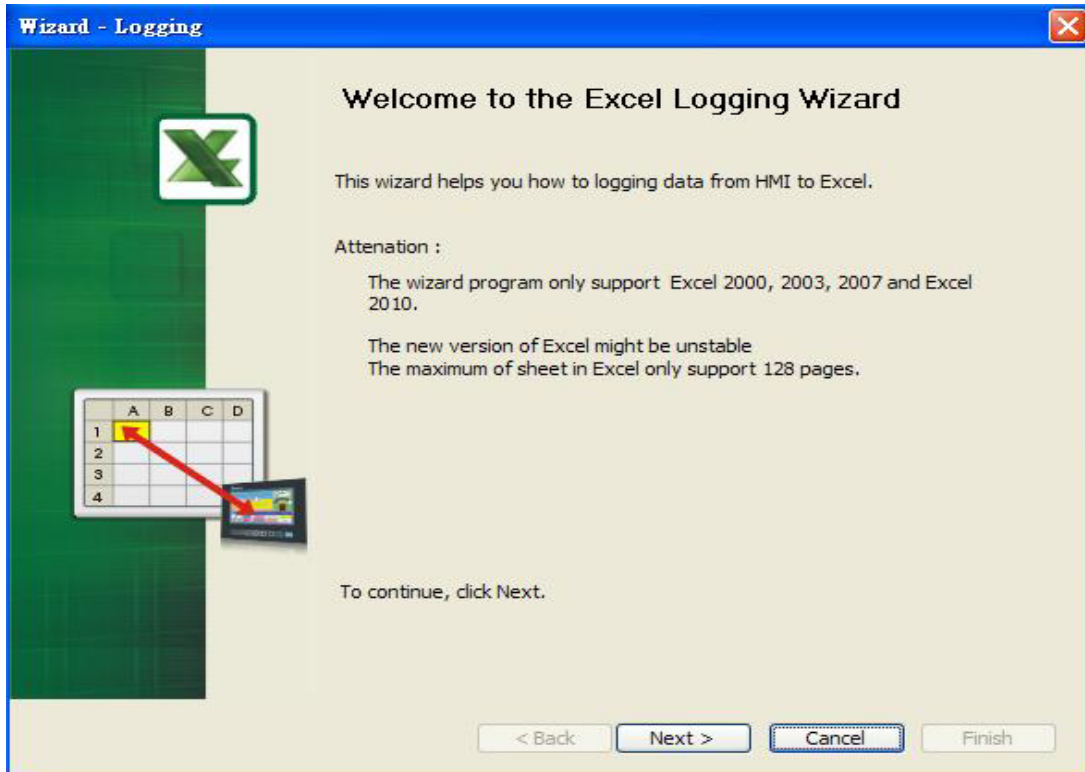 Wizard - Logging
Welcome to the Excel Logging Wizard
This wizard helps you how to logging data from HMI to Excel.
Attenation :
The wizard program only support Excel 2000, 2003, 2007 and Excel
2010.
The new version of Excel might be unstable
The maximum of sheet in Excel only support 128 pages.
A B C D
1
2
3
4
To continue, click Next.
< Back Next > Cancel Finish